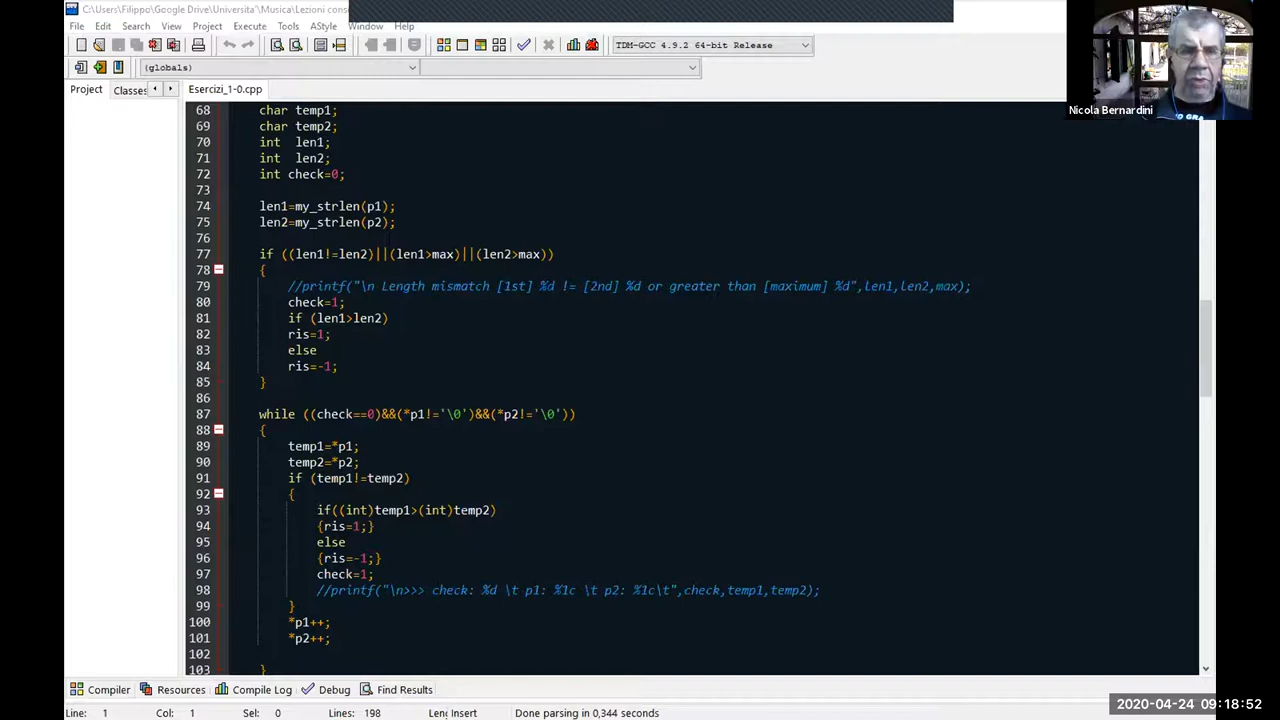 C:\Users\Filippo\Google Drive\Universita'\Musica\Lezioni cons
File Edit Search View Project Execute Tools AStyle Window Help
TDM-GCC 4.9.2 64-bit Release
(globals)
Project Classes Esercizi_1-0.cpp
Nicola Bernardini
68 char temp1;
69 char temp2;
70 int len1;
71 int len2;
72 int check=0;
73
74 len1=my_strlen(p1);
75 len2=my_strlen(p2);
76
77 if ((len1!=len2)||(len1>max)||(len2>max))
78 {
79 //printf("\n Length mismatch [1st] %d != [2nd] %d or greater than [maximum] %d",len1,len2,max);
80 check=1;
81 if (len1>len2)
82 ris=1;
83 else
84 ris=-1;
85 }
86
87 while ((check==0)&&(*p1!='\0')&&(*p2!='\0'))
88 {
89 temp1=*p1;
90 temp2=*p2;
91 if (temp1!=temp2)
92 {
93 if((int)temp1>(int)temp2)
94 {ris=1;}
95 else
96 {ris=-1;}
97 check=1;
98 //printf("\n>>> check: %d \t p1: %1c \t p2: %1c\t",check,temp1,temp2);
99 }
100 *p1++;
101 *p2++;
102
103 }
Compiler Resources Compile Log Debug Find Results
Line: 1 Col: 1 Sel: 0 Lines: 198 Insert Done parsing in 0,344 seconds
2020-04-24 09:18:52